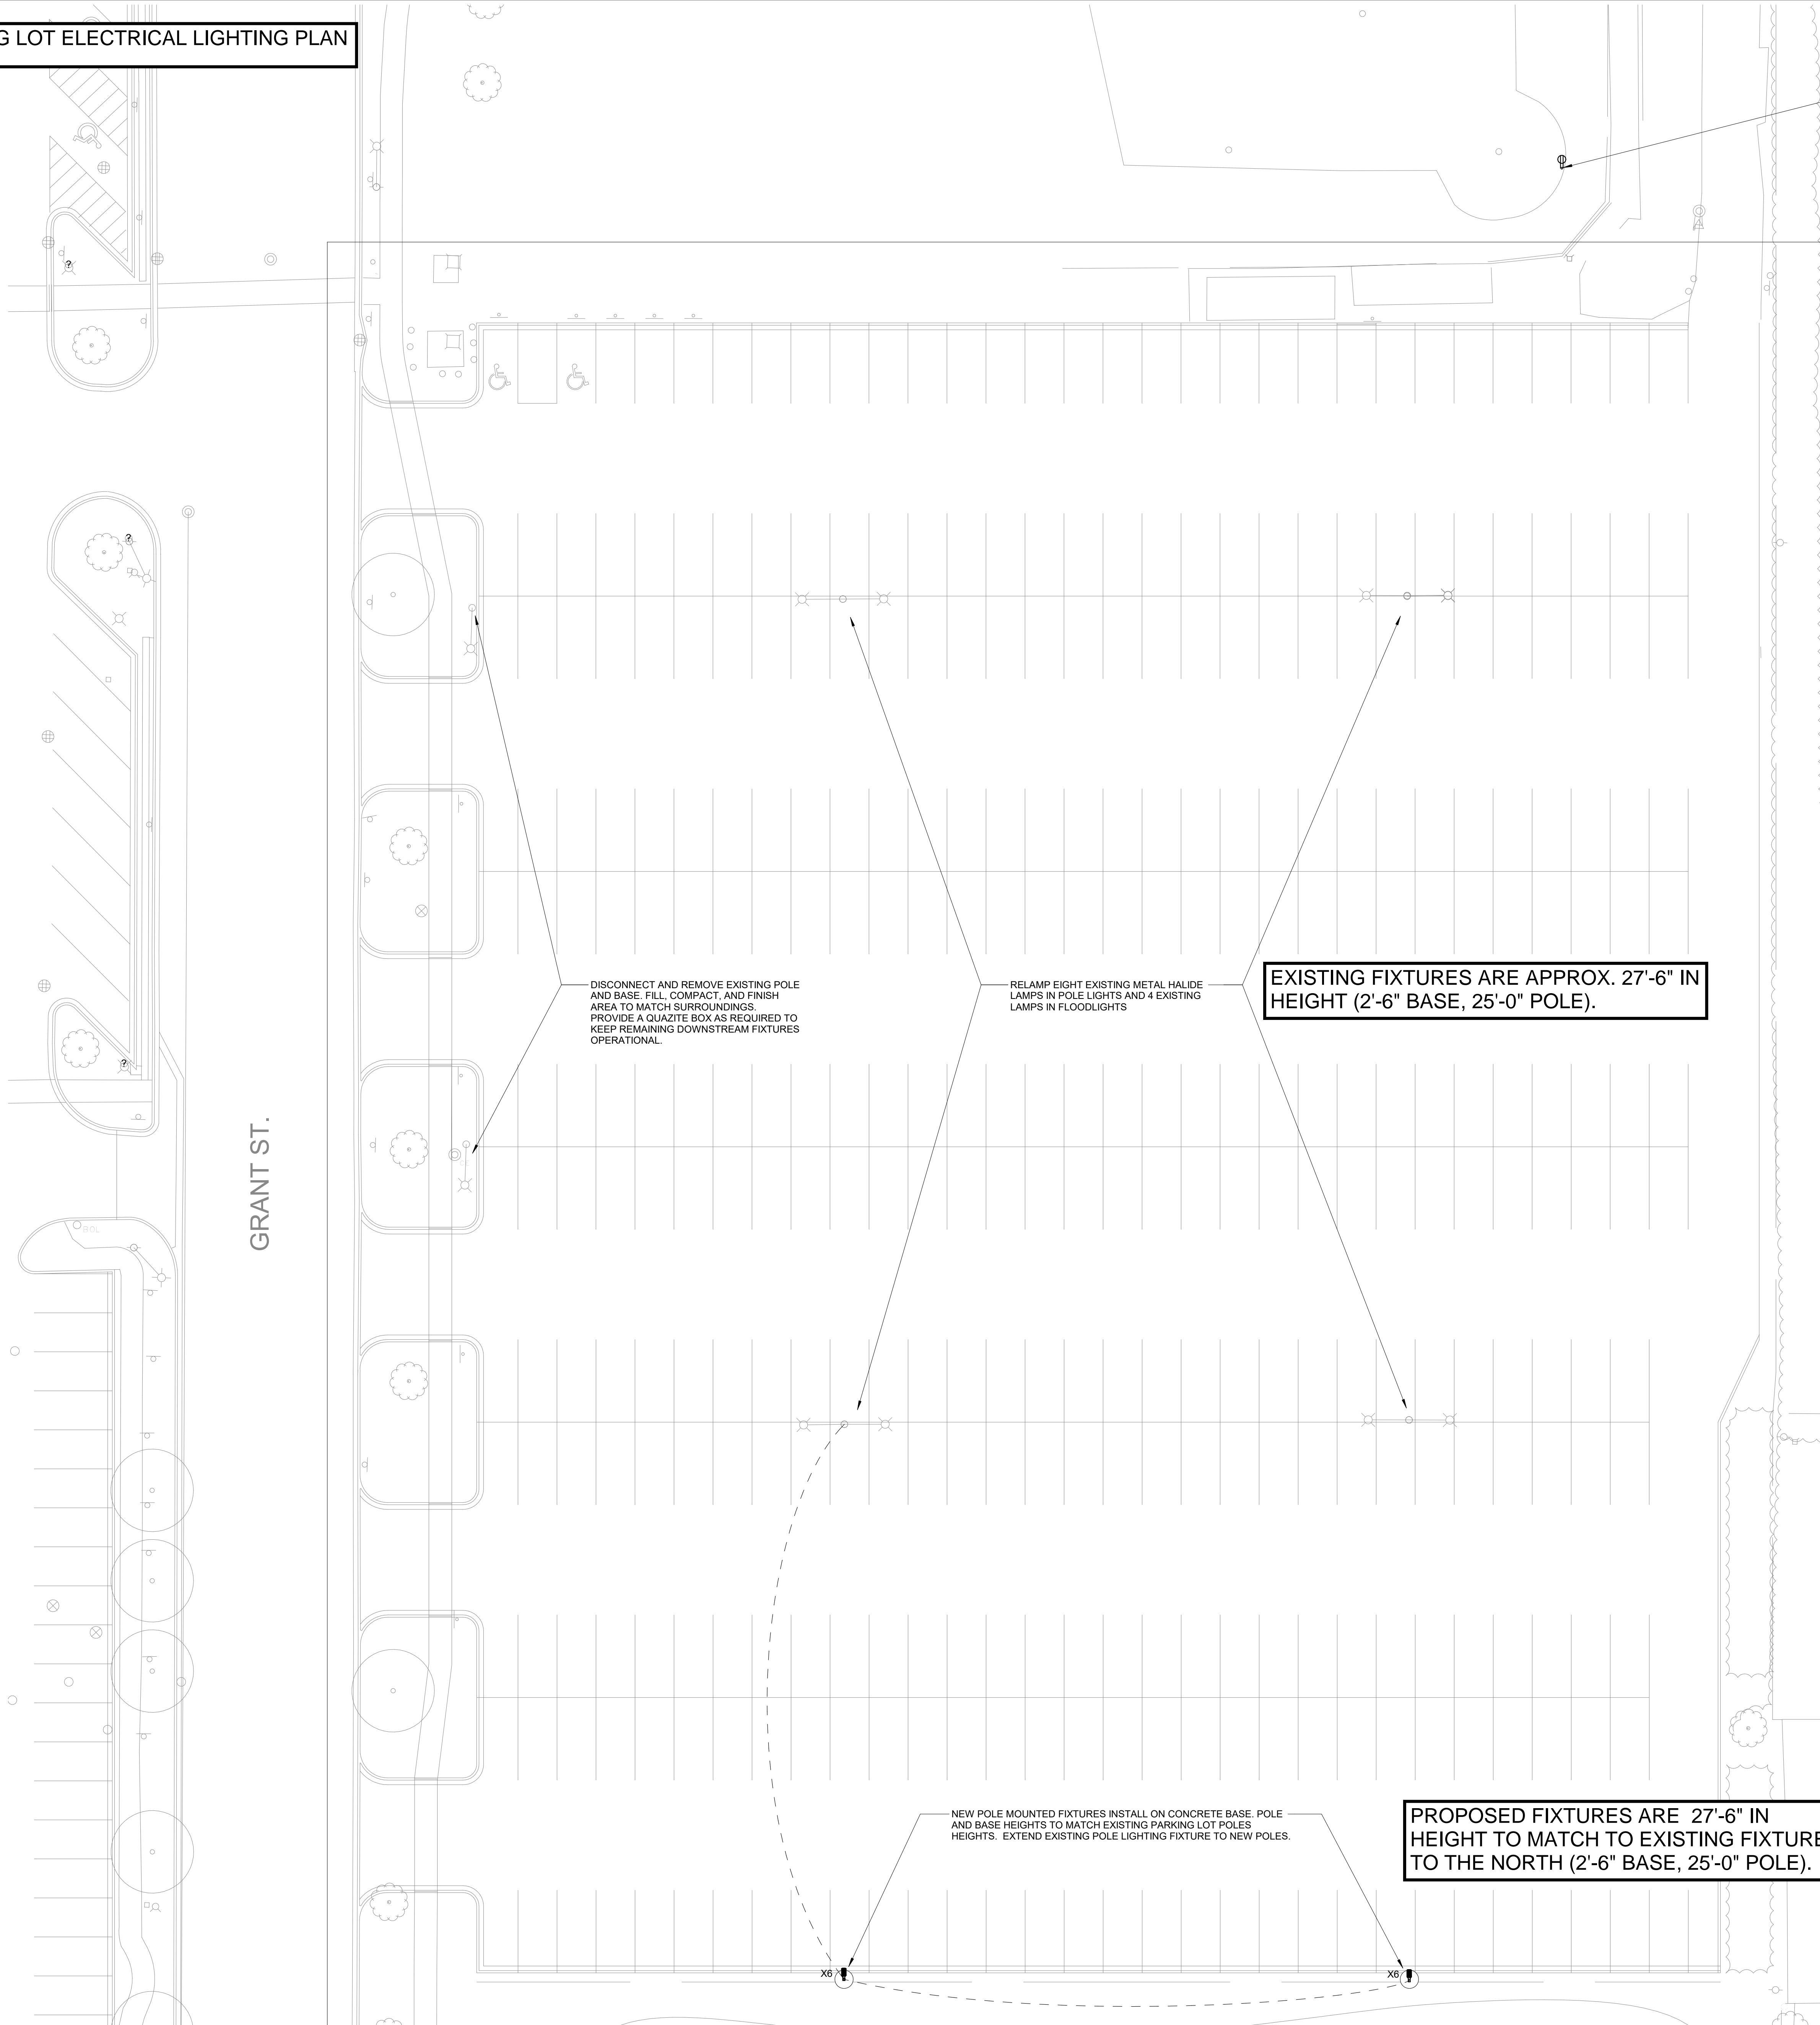 G LOT ELECTRICAL LIGHTING PLAN
?
?
DISCONNECT AND REMOVE EXISTING POLE
AND BASE. FILL, COMPACT, AND FINISH
AREA TO MATCH SURROUNDINGS.
PROVIDE A QUAZITE BOX AS REQUIRED TO
KEEP REMAINING DOWNSTREAM FIXTURES
OPERATIONAL.
RELAMP EIGHT EXISTING METAL HALIDE
LAMPS IN POLE LIGHTS AND 4 EXISTING
LAMPS IN FLOODLIGHTS
EXISTING FIXTURES ARE APPROX. 27'-6" IN
HEIGHT (2'-6" BASE, 25'-0" POLE).
?
GRANT ST.
BOL
NEW POLE MOUNTED FIXTURES INSTALL ON CONCRETE BASE. POLE
AND BASE HEIGHTS TO MATCH EXISTING PARKING LOT POLES
HEIGHTS. EXTEND EXISTING POLE LIGHTING FIXTURE TO NEW POLES.
PROPOSED FIXTURES ARE 27'-6" IN
HEIGHT TO MATCH TO EXISTING FIXTURE
TO THE NORTH (2'-6" BASE, 25'-0" POLE).
X6
X6